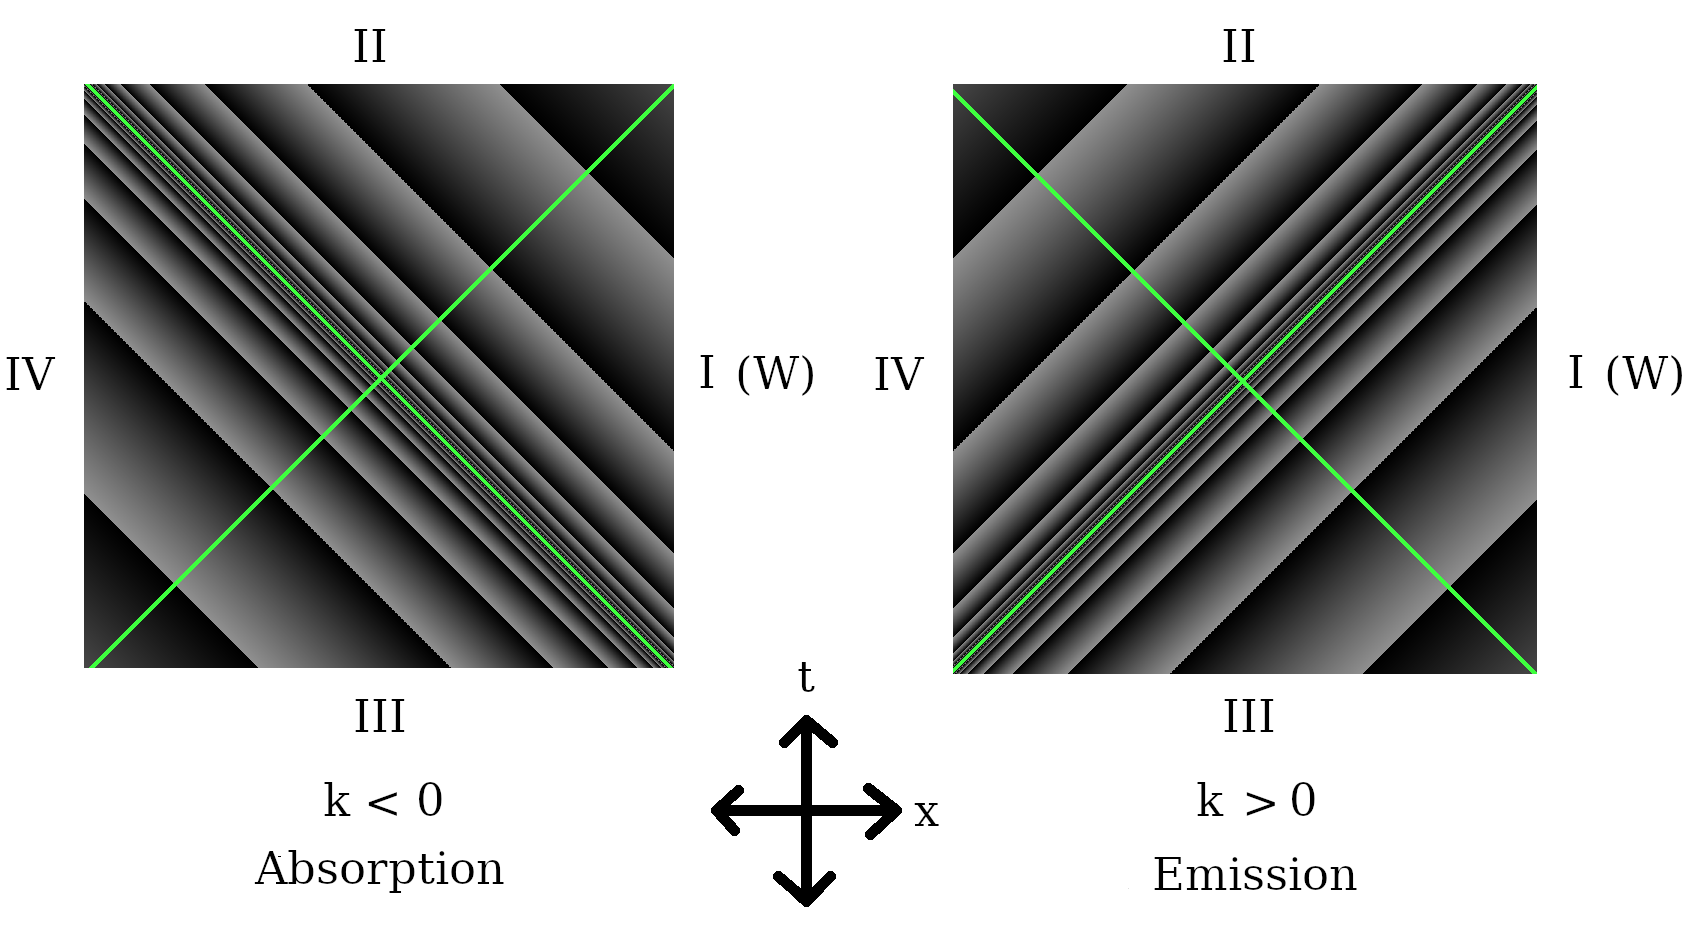 II
IV
I (W)
III
k < 0
Absorption
II
IV
I (W)
III
k > 0
Emission
t
x